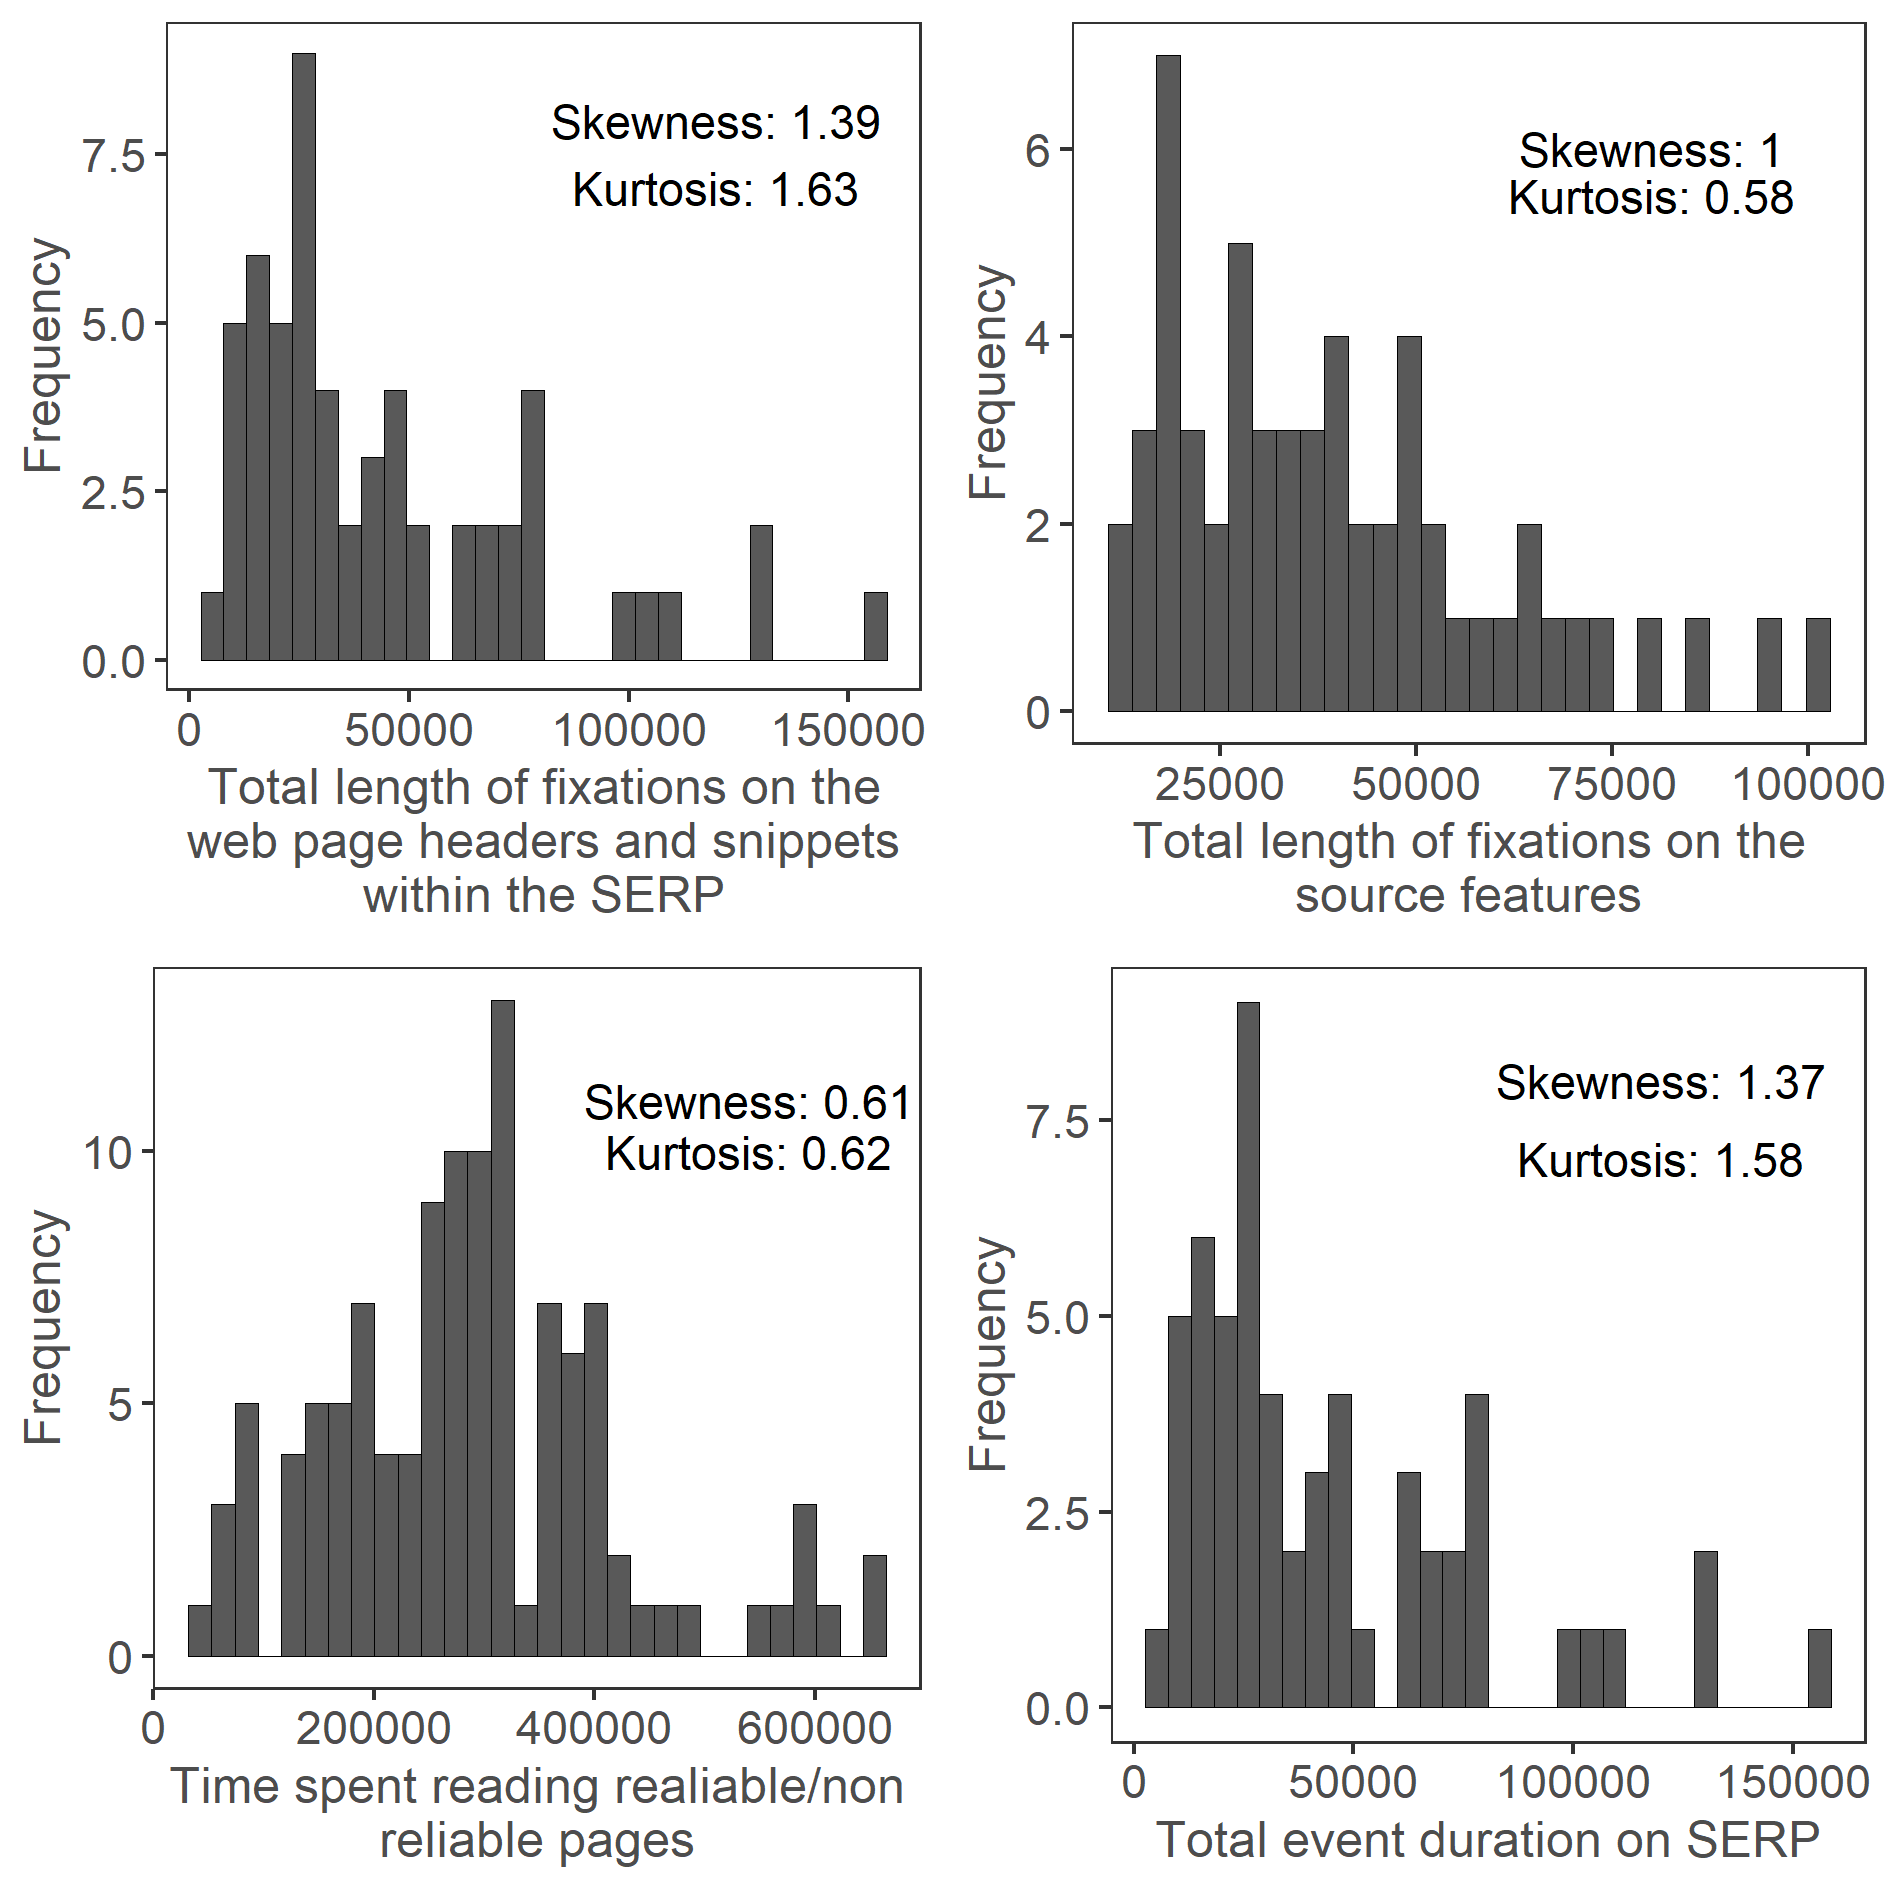 Skewness: 1.39
Kurtosis: 1.63
7.5
5.0
2.5
0.0
Frequency
0 50000 100000 150000
Total length of fixations on the
web page headers and snippets
within the SERP
Skewness: 1
Kurtosis: 0.58
6
4
2
0
Frequency
25000 50000 75000 100000
Total length of fixations on the
source features
Skewness: 0.61
Kurtosis: 0.62
10
5
0
Frequency
0 200000 400000 600000
Time spent reading realiable/non
reliable pages
Skewness: 1.37
Kurtosis: 1.58
7.5
5.0
2.5
0.0
Frequency
0 50000 100000 150000
Total event duration on SERP